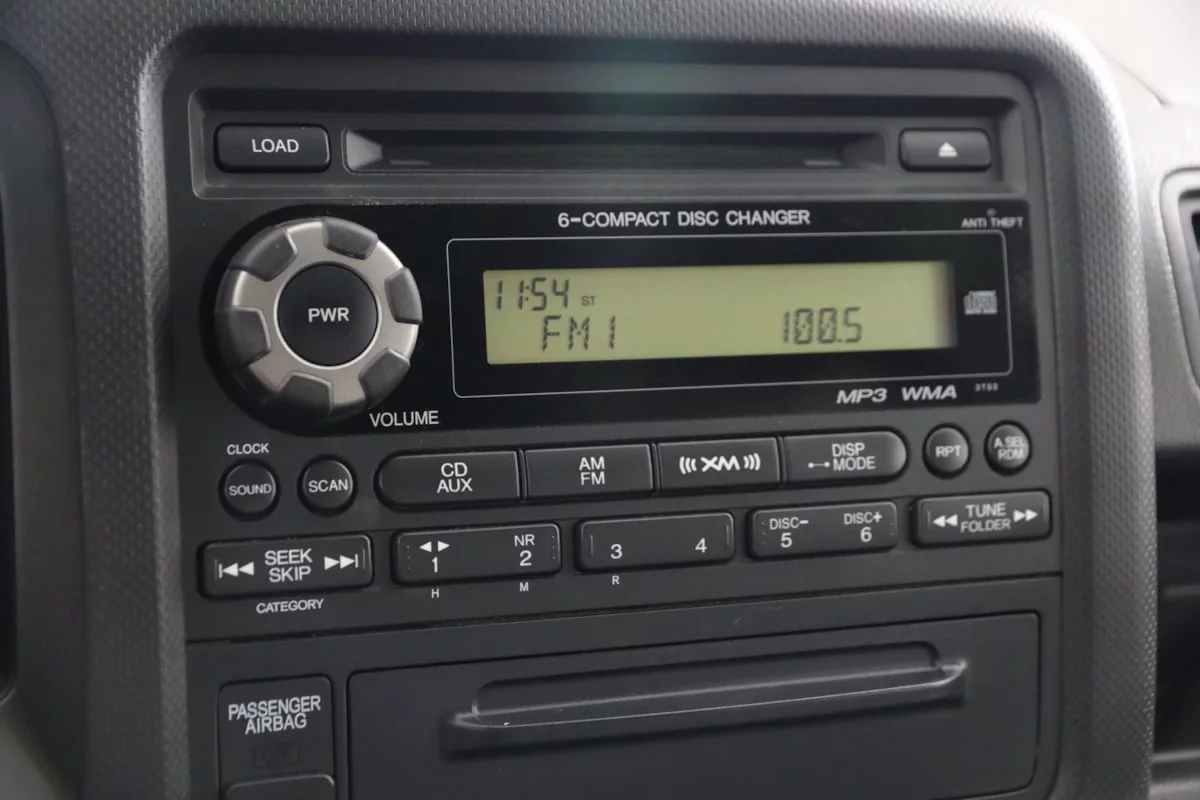 LOAD
6-COMPACT DISC CHANGER
ANTI THEFT
11:54 ST
FM1 100.5
PWR
VOLUME
MP3 WMA
CLOCK
SOUND
SCAN
CD
AUX
AM
FM
XM
DISP
MODE
RPT
A.SEL
RDM
SEEK
SKIP
CATEGORY
1
H
NR
2
M
3
R
4
DISC-
5
DISC+
6
TUNE
FOLDER
PASSENGER
AIRBAG